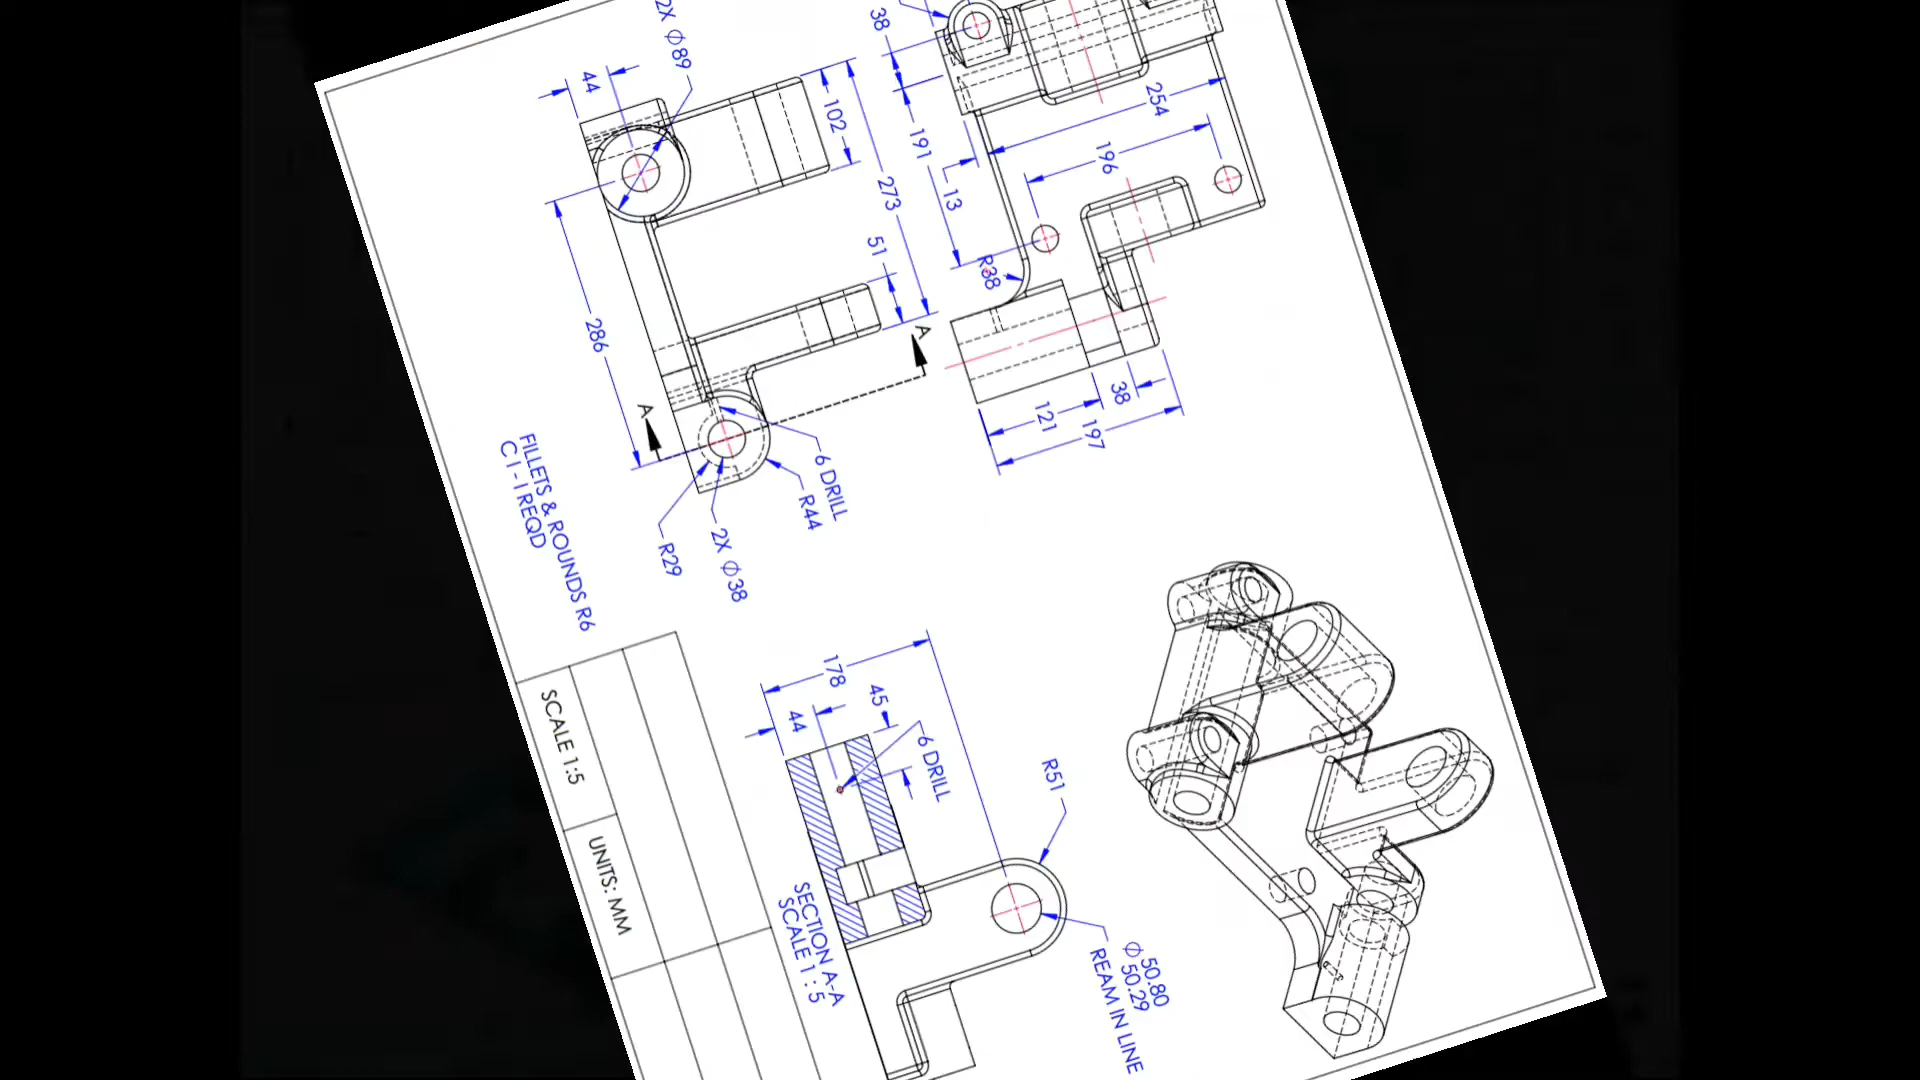 2X Ø89
44
102
273
51
286
A
A
6 DRILL
R44
2X Ø38
R29
FILLETS & ROUNDS R6
C I - I REQD
38
191
13
254
196
R38
38
121
197
178
45
44
6 DRILL
R51
Ø 50.80
50.29
REAM IN LINE
SECTION A-A
SCALE 1 : 5
SCALE 1:5
UNITS: MM